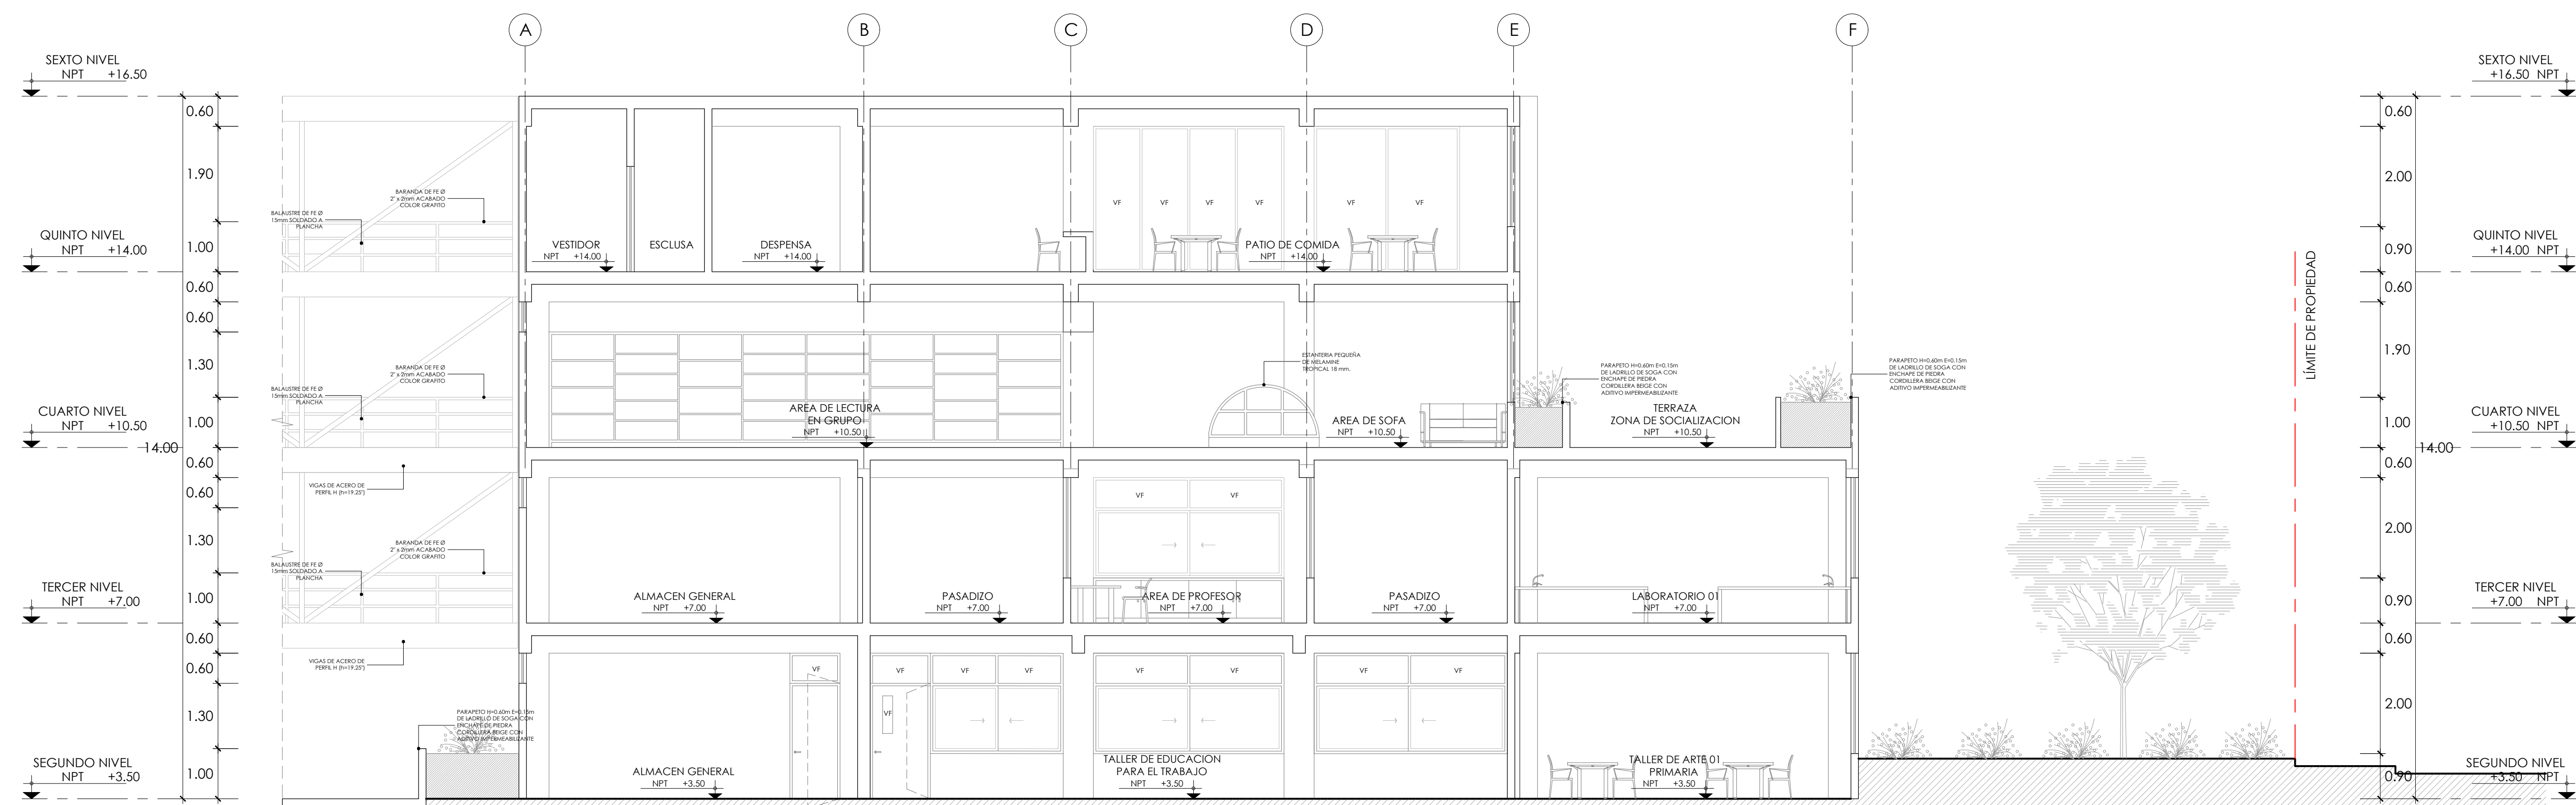 A
B
C
D
E
F
SEXTO NIVEL
NPT +16.50
SEXTO NIVEL
+16.50 NPT
0.60
1.90
1.00
0.60
0.60
1.30
1.00
0.60
0.60
1.30
1.00
0.60
0.60
1.30
1.00
14.00
QUINTO NIVEL
NPT +14.00
CUARTO NIVEL
NPT +10.50
TERCER NIVEL
NPT +7.00
SEGUNDO NIVEL
NPT +3.50
BARANDA DE FE Ø
2" x 2mm ACABADO
COLOR GRAFITO
BALAUSTRE DE FE Ø
15mm SOLDADO A
PLANCHA
BARANDA DE FE Ø
2" x 2mm ACABADO
COLOR GRAFITO
BALAUSTRE DE FE Ø
15mm SOLDADO A
PLANCHA
VIGAS DE ACERO DE
PERFIL H (h=19.25")
BARANDA DE FE Ø
2" x 2mm ACABADO
COLOR GRAFITO
BALAUSTRE DE FE Ø
15mm SOLDADO A
PLANCHA
VIGAS DE ACERO DE
PERFIL H (h=19.25")
PARAPETO H=0.60m E=0.15m
DE LADRILLO DE SOGA CON
ENCHAPE DE PIEDRA
CORDILLERA BEIGE CON
ADITIVO IMPERMEABILIZANTE
VESTIDOR
NPT +14.00
ESCLUSA
DESPENSA
NPT +14.00
VF
VF
VF
VF
VF
VF
PATIO DE COMIDA
NPT +14.00
AREA DE LECTURA
EN GRUPO
NPT +10.50
ESTANTERIA PEQUEÑA
DE MELAMINE
TROPICAL 18 mm.
AREA DE SOFA
NPT +10.50
PARAPETO H=0.60m E=0.15m
DE LADRILLO DE SOGA CON
ENCHAPE DE PIEDRA
CORDILLERA BEIGE CON
ADITIVO IMPERMEABILIZANTE
TERRAZA
ZONA DE SOCIALIZACION
NPT +10.50
PARAPETO H=0.60m E=0.15m
DE LADRILLO DE SOGA CON
ENCHAPE DE PIEDRA
CORDILLERA BEIGE CON
ADITIVO IMPERMEABILIZANTE
ALMACEN GENERAL
NPT +7.00
PASADIZO
NPT +7.00
VF
VF
AREA DE PROFESOR
NPT +7.00
PASADIZO
NPT +7.00
LABORATORIO 01
NPT +7.00
VF
VF
VF
VF
VF
VF
VF
VF
VF
ALMACEN GENERAL
NPT +3.50
TALLER DE EDUCACION
PARA EL TRABAJO
NPT +3.50
TALLER DE ARTE 01
PRIMARIA
NPT +3.50
LÍMITE DE PROPIEDAD
0.60
2.00
0.90
0.60
1.90
1.00
0.60
2.00
0.90
0.60
2.00
0.90
14.00
QUINTO NIVEL
+14.00 NPT
CUARTO NIVEL
+10.50 NPT
TERCER NIVEL
+7.00 NPT
SEGUNDO NIVEL
+3.50 NPT